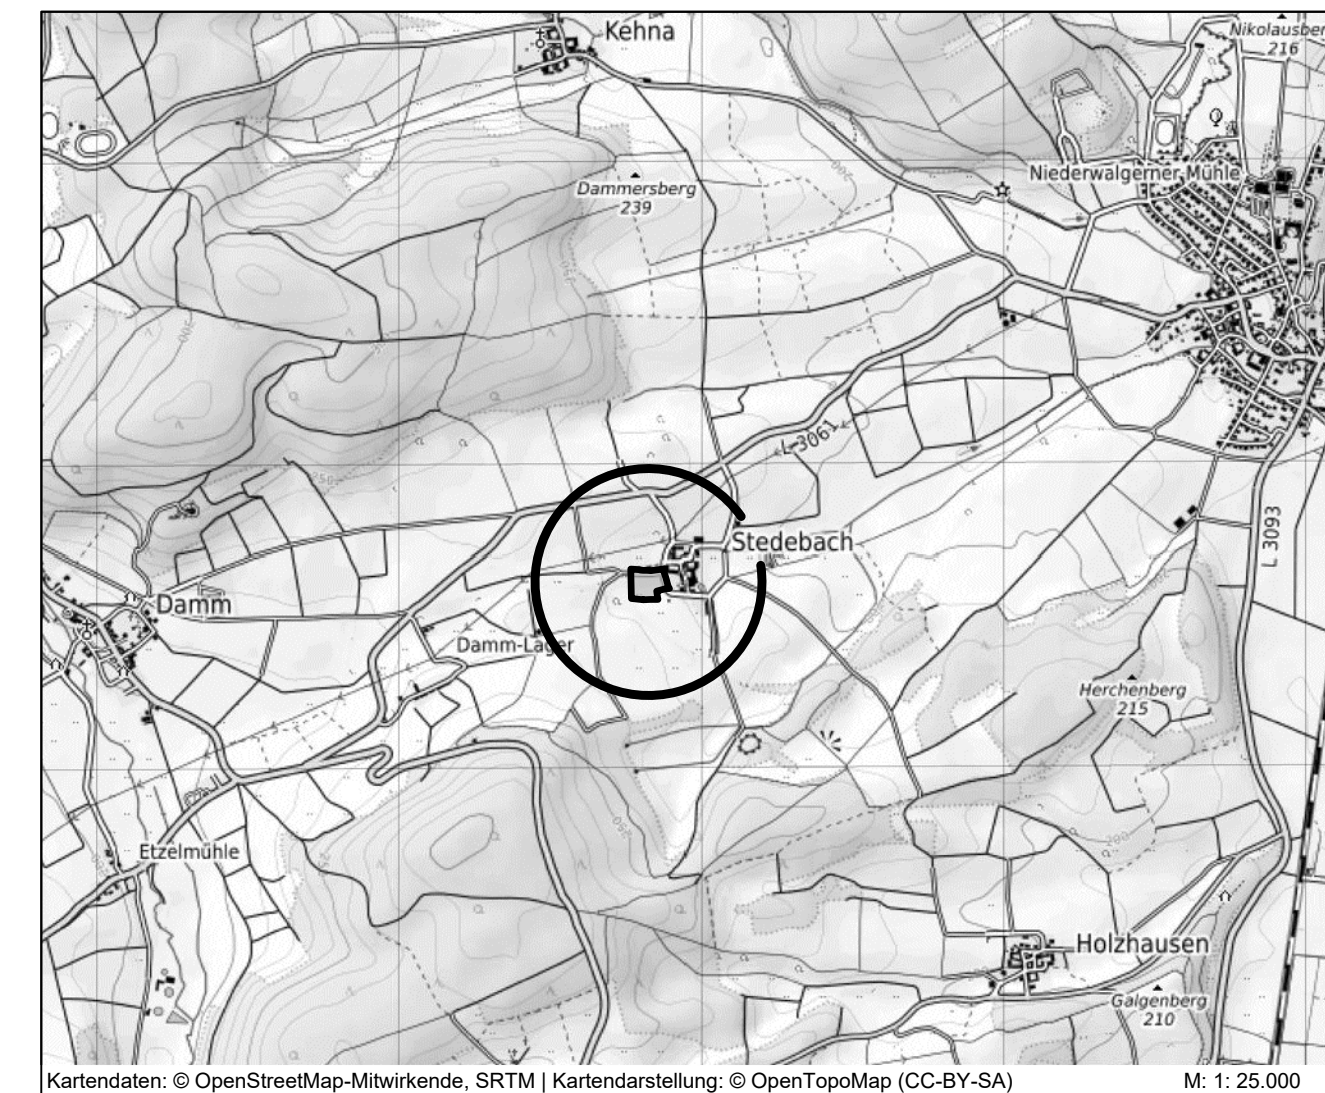 Kehna
Nikolausber
216
Niederwalgerner Mühle
Dammersberg
239
L 3061
Stedebach
L 3093
Damm
Damm-Lager
Herchenberg
215
Etzelmühle
Holzhausen
Galgenberg
210
Kartendaten: © OpenStreetMap-Mitwirkende, SRTM | Kartendarstellung: © OpenTopoMap (CC-BY-SA)
M: 1: 25.000